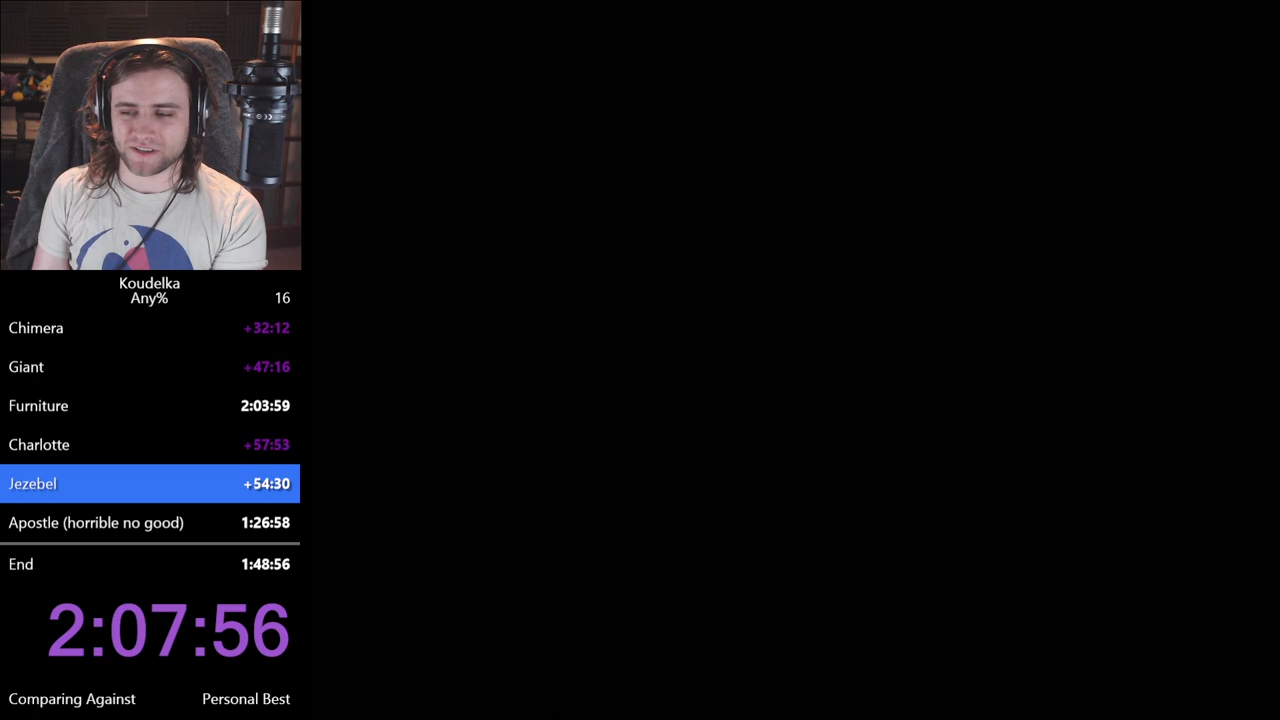 Koudelka
Any% 16
Chimera +32:12
Giant +47:16
Furniture 2:03:59
Charlotte +57:53
Jezebel +54:30
Apostle (horrible no good) 1:26:58
End 1:48:56
2:07:56
Comparing Against Personal Best